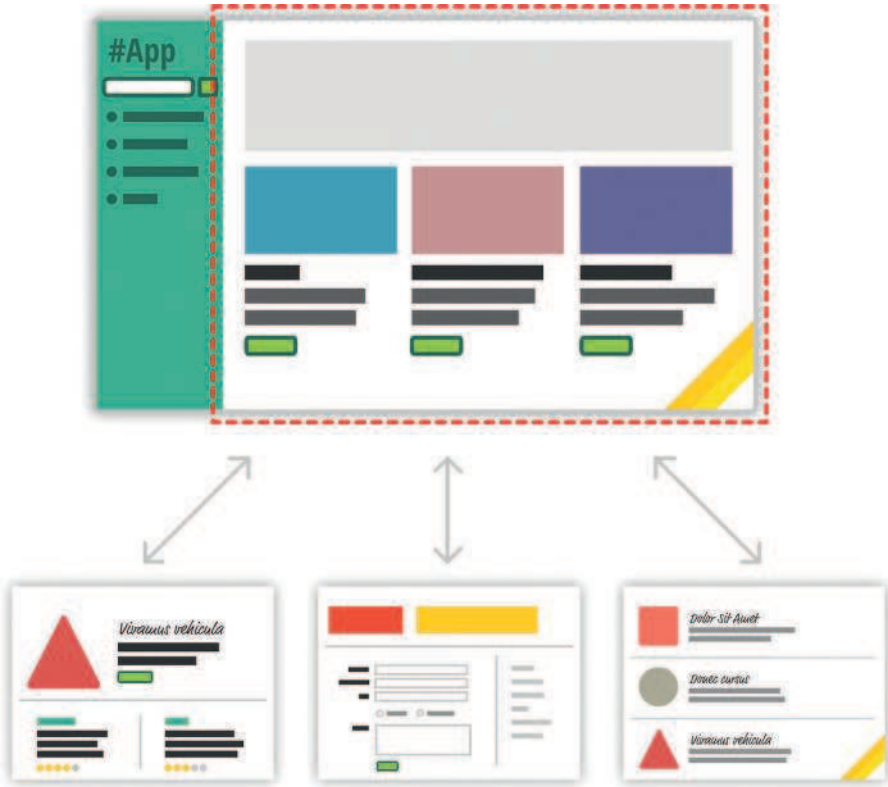 #App
Vivamus vehicula
Dolor Sit Amet
Donec cursus
Vivamus vehicula